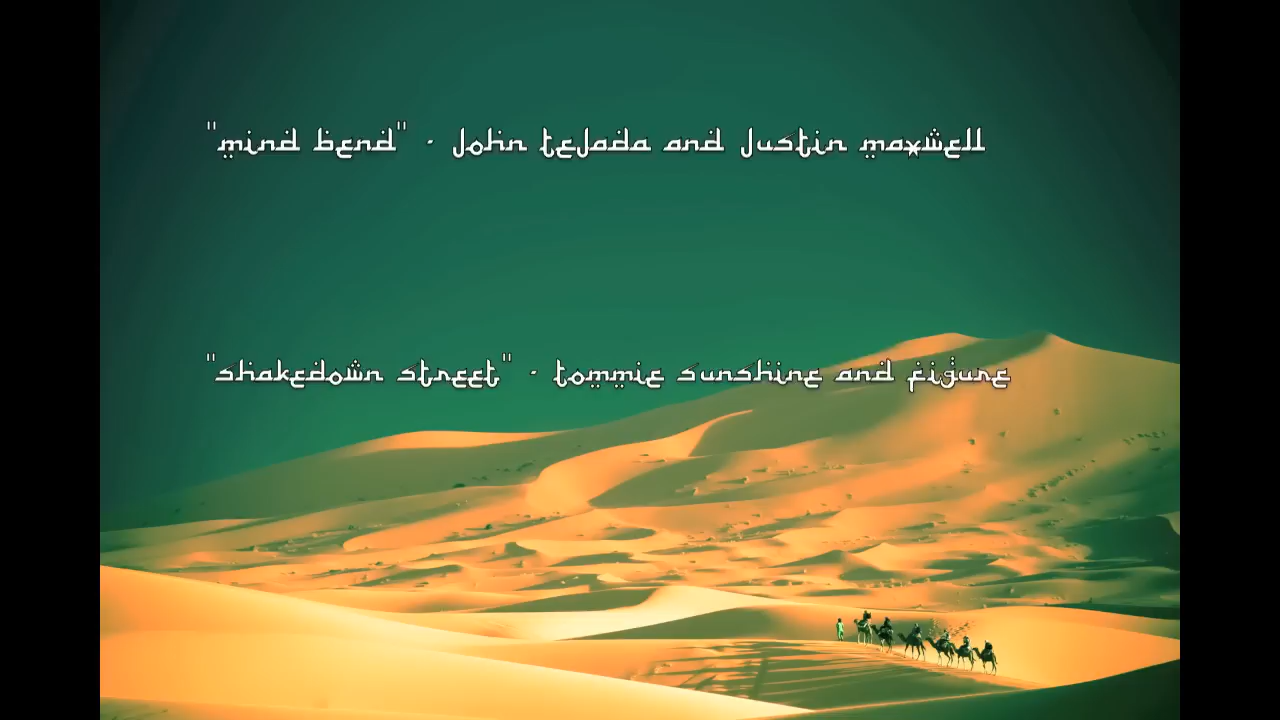 "mind bend" - John teJada and Justin maxwell
"shakedown street" - tommie sunshine and figure